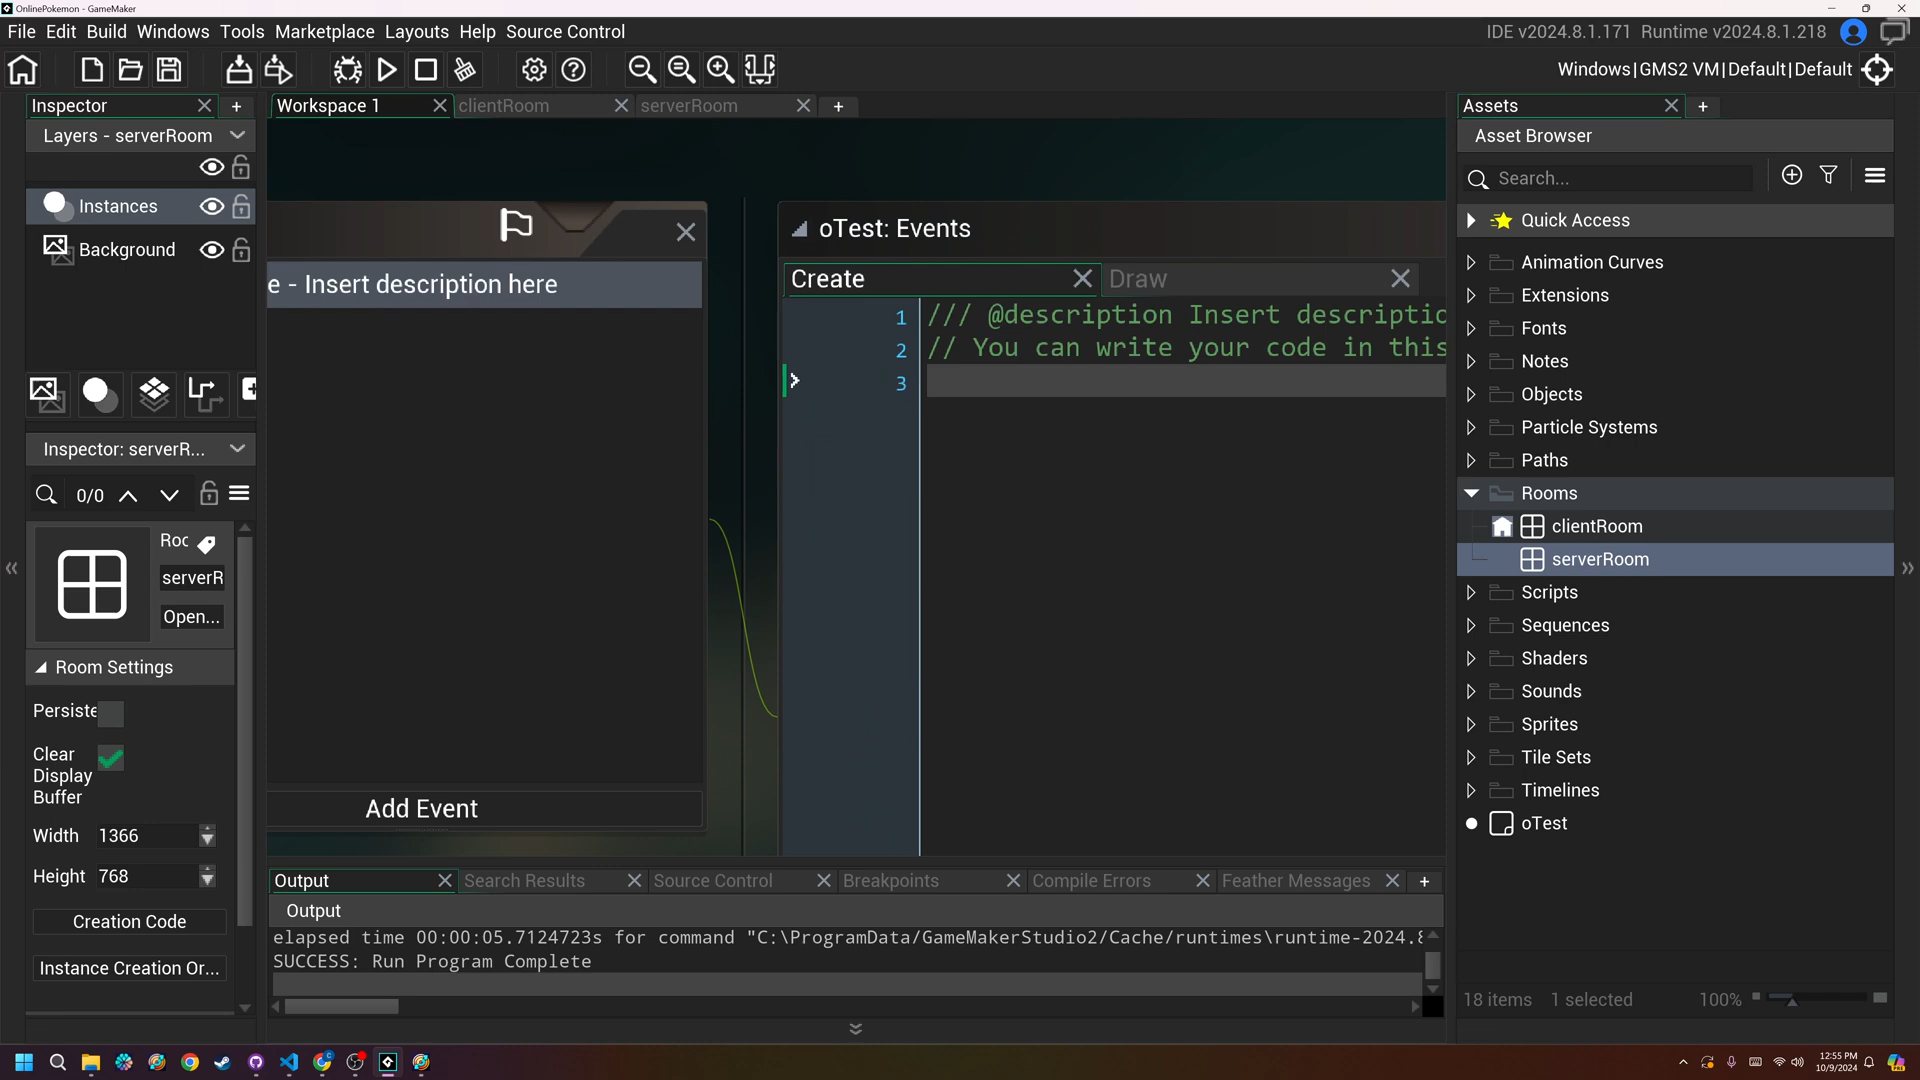 OnlinePokemon - GameMaker
File Edit Build Windows Tools Marketplace Layouts Help Source Control
IDE v2024.8.1.171 Runtime v2024.8.1.218
Windows|GMS2 VM|Default|Default
Inspector
Layers - serverRoom
Instances
Background
Inspector: serverR...
0/0
Roc
serverR
Open...
Room Settings
Persiste
Clear
Display
Buffer
Width 1366
Height 768
Creation Code
Instance Creation Or...
Workspace 1 clientRoom serverRoom
e - Insert description here
Add Event
oTest: Events
Create Draw
1 /// @description Insert descriptio
2 // You can write your code in this
3
Output Search Results Source Control Breakpoints Compile Errors Feather Messages
Output
elapsed time 00:00:05.7124723s for command "C:\ProgramData/GameMakerStudio2/Cache/runtimes\runtime-2024.8
SUCCESS: Run Program Complete
Assets
Asset Browser
Search...
Quick Access
Animation Curves
Extensions
Fonts
Notes
Objects
Particle Systems
Paths
Rooms
clientRoom
serverRoom
Scripts
Sequences
Shaders
Sounds
Sprites
Tile Sets
Timelines
oTest
18 items 1 selected 100%
12:55 PM
10/9/2024